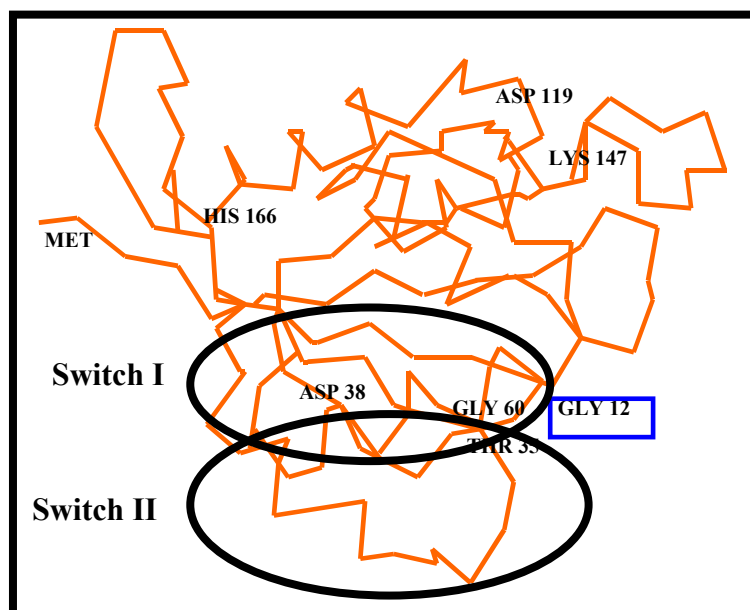 ASP 119
LYS 147
HIS 166
MET
Switch I
ASP 38
GLY 60
GLY 12
THR 35
Switch II